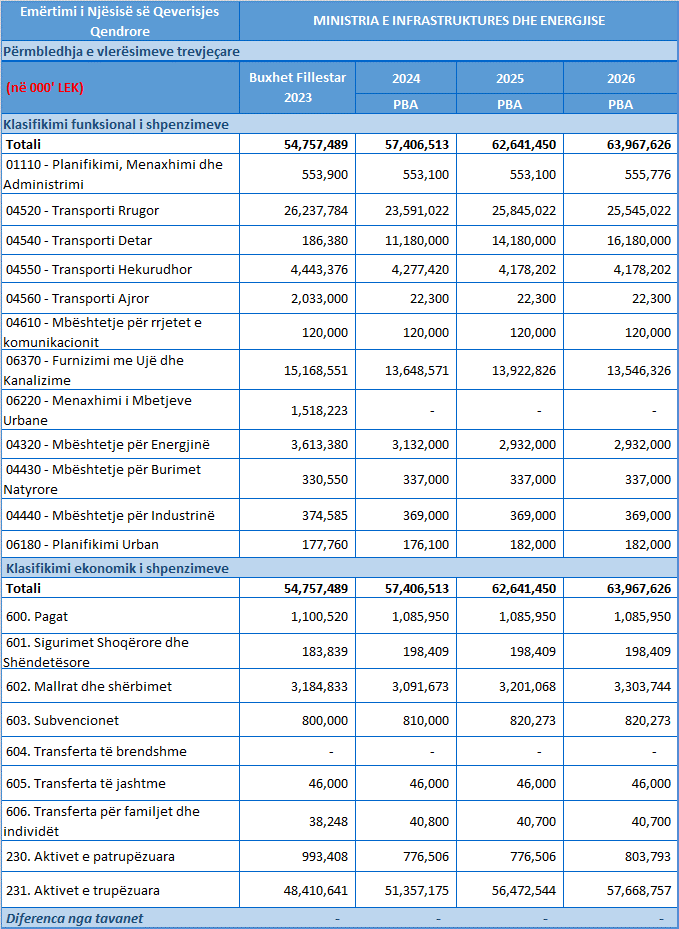 Emërtimi i Njësisë së Qeverisjes
Qendrore
MINISTRIA E INFRASTRUKTURES DHE ENERGJISE
Përmbledhja e vlerësimeve trevjeçare
(në 000' LEK)
Buxhet Fillestar
2023
2024
2025
2026
PBA PBA PBA
Klasifikimi funksional i shpenzimeve
Totali 54,757,489 57,406,513 62,641,450 63,967,626
01110 - Planifikimi, Menaxhimi dhe
Administrimi 553,900 553,100 553,100 555,776
04520 - Transporti Rrugor 26,237,784 23,591,022 25,845,022 25,545,022
04540 - Transporti Detar 186,380 11,180,000 14,180,000 16,180,000
04550 - Transporti Hekurudhor 4,443,376 4,277,420 4,178,202 4,178,202
04560 - Transporti Ajror 2,033,000 22,300 22,300 22,300
04610 - Mbështetje për rrjetet e
komunikacionit 120,000 120,000 120,000 120,000
06370 - Furnizimi me Ujë dhe
Kanalizime 15,168,551 13,648,571 13,922,826 13,546,326
06220 - Menaxhimi i Mbetjeve
Urbane 1,518,223 - - -
04320 - Mbështetje për Energjinë 3,613,380 3,132,000 2,932,000 2,932,000
04430 - Mbështetje për Burimet
Natyrore 330,550 337,000 337,000 337,000
04440 - Mbështetje për Industrinë 374,585 369,000 369,000 369,000
06180 - Planifikimi Urban 177,760 176,100 182,000 182,000
Klasifikimi ekonomik i shpenzimeve
Totali 54,757,489 57,406,513 62,641,450 63,967,626
600. Pagat 1,100,520 1,085,950 1,085,950 1,085,950
601. Sigurimet Shoqërore dhe
Shëndetësore 183,839 198,409 198,409 198,409
602. Mallrat dhe shërbimet 3,184,833 3,091,673 3,201,068 3,303,744
603. Subvencionet 800,000 810,000 820,273 820,273
604. Transferta të brendshme - - - -
605. Transferta të jashtme 46,000 46,000 46,000 46,000
606. Transferta për familjet dhe
individët 38,248 40,800 40,700 40,700
230. Aktivet e patrupëzuara 993,408 776,506 776,506 803,793
231. Aktivet e trupëzuara 48,410,641 51,357,175 56,472,544 57,668,757
Diferenca nga tavanet - - - -